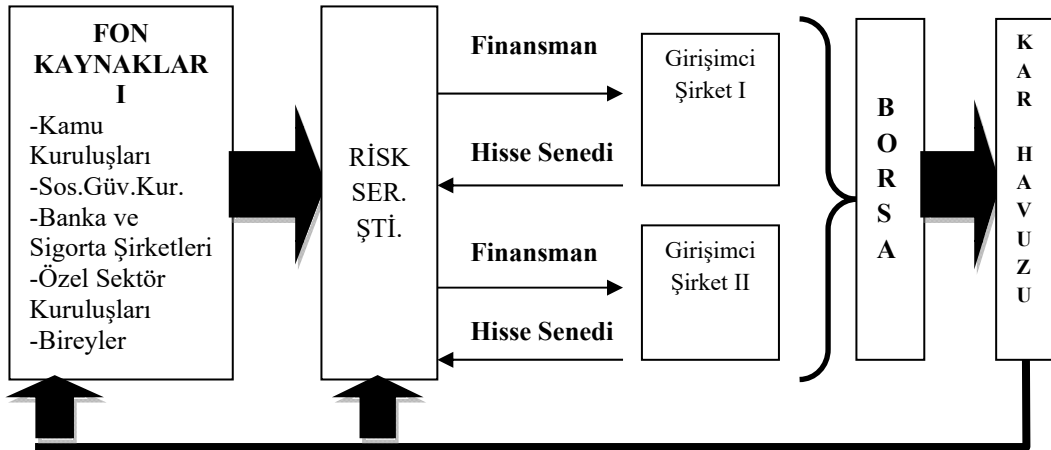 FON
KAYNAKLAR
I
-Kamu
Kuruluşları
-Sos.Güv.Kur.
-Banka ve
Sigorta Şirketleri
-Özel Sektör
Kuruluşları
-Bireyler
RİSK
SER.
ŞTİ.
Finansman
Hisse Senedi
Finansman
Hisse Senedi
Girişimci
Şirket I
Girişimci
Şirket II
B
O
R
S
A
K
A
R
H
A
V
U
Z
U